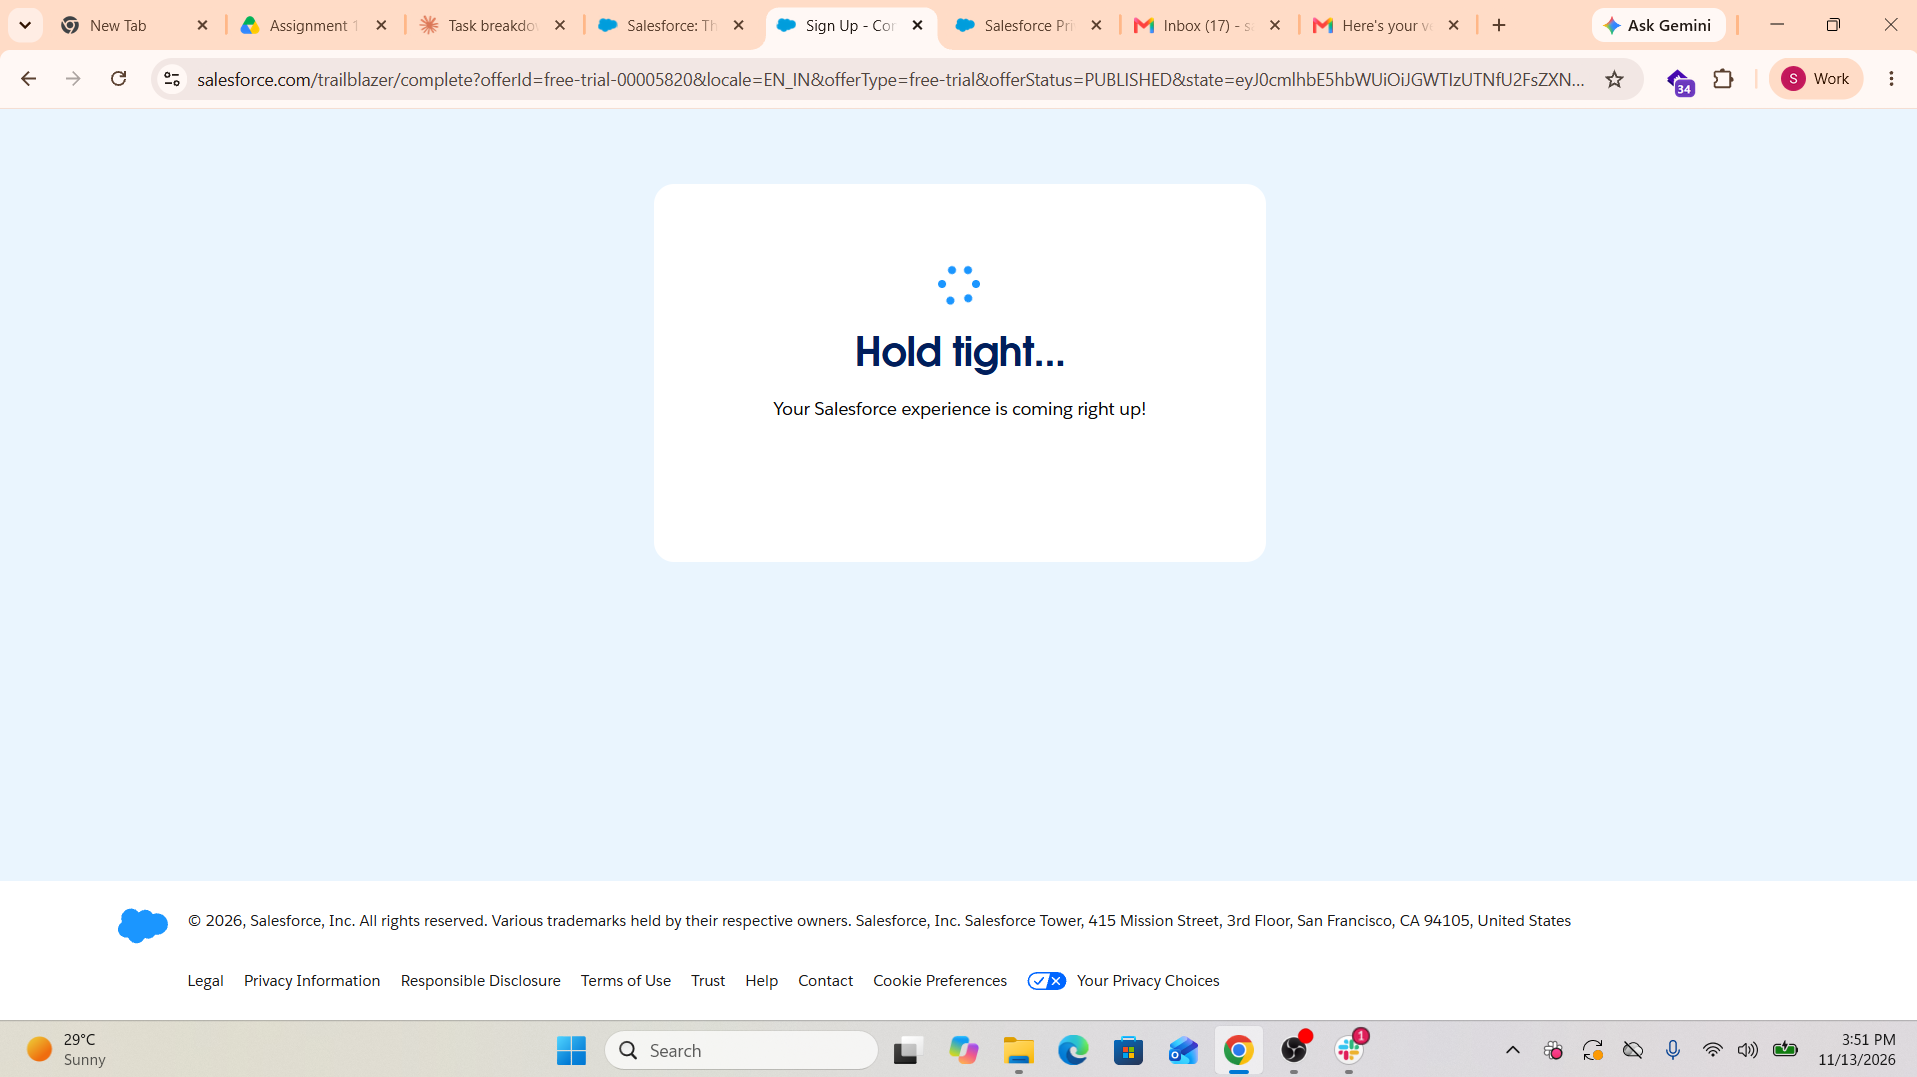 New Tab
Assignment 1
Task breakdov
Salesforce: Th
Sign Up - Cor
Salesforce Pri
Inbox (17) - s
Here's your ve
Ask Gemini
salesforce.com/trailblazer/complete?offerId=free-trial-00005820&locale=EN_IN&offerType=free-trial&offerStatus=PUBLISHED&state=eyJ0cmlhbE5hbWUiOiJGWTIzUTNfU2FsZXN...
34
S Work
Hold tight...
Your Salesforce experience is coming right up!
© 2026, Salesforce, Inc. All rights reserved. Various trademarks held by their respective owners. Salesforce, Inc. Salesforce Tower, 415 Mission Street, 3rd Floor, San Francisco, CA 94105, United States
Legal Privacy Information Responsible Disclosure Terms of Use Trust Help Contact Cookie Preferences Your Privacy Choices
29°C
Sunny
Search
1
3:51 PM
11/13/2026